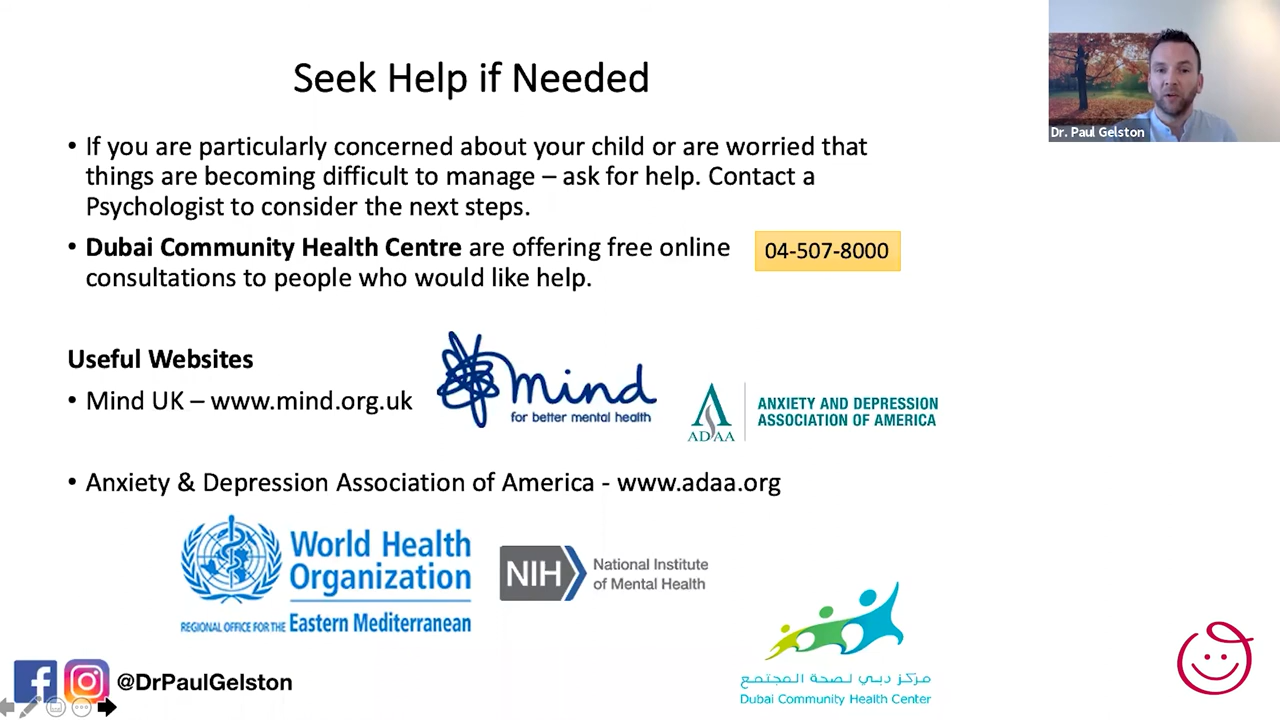 Seek Help if Needed
Dr. Paul Gelston
• If you are particularly concerned about your child or are worried that
things are becoming difficult to manage – ask for help. Contact a
Psychologist to consider the next steps.
• Dubai Community Health Centre are offering free online
consultations to people who would like help.
04-507-8000
Useful Websites
• Mind UK – www.mind.org.uk
mind
for better mental health
ADAA
ANXIETY AND DEPRESSION
ASSOCIATION OF AMERICA
• Anxiety & Depression Association of America - www.adaa.org
World Health
Organization
REGIONAL OFFICE FOR THE Eastern Mediterranean
NIH
National Institute
of Mental Health
مركز دبي لصحة المجتمع
Dubai Community Health Center
@DrPaulGelston